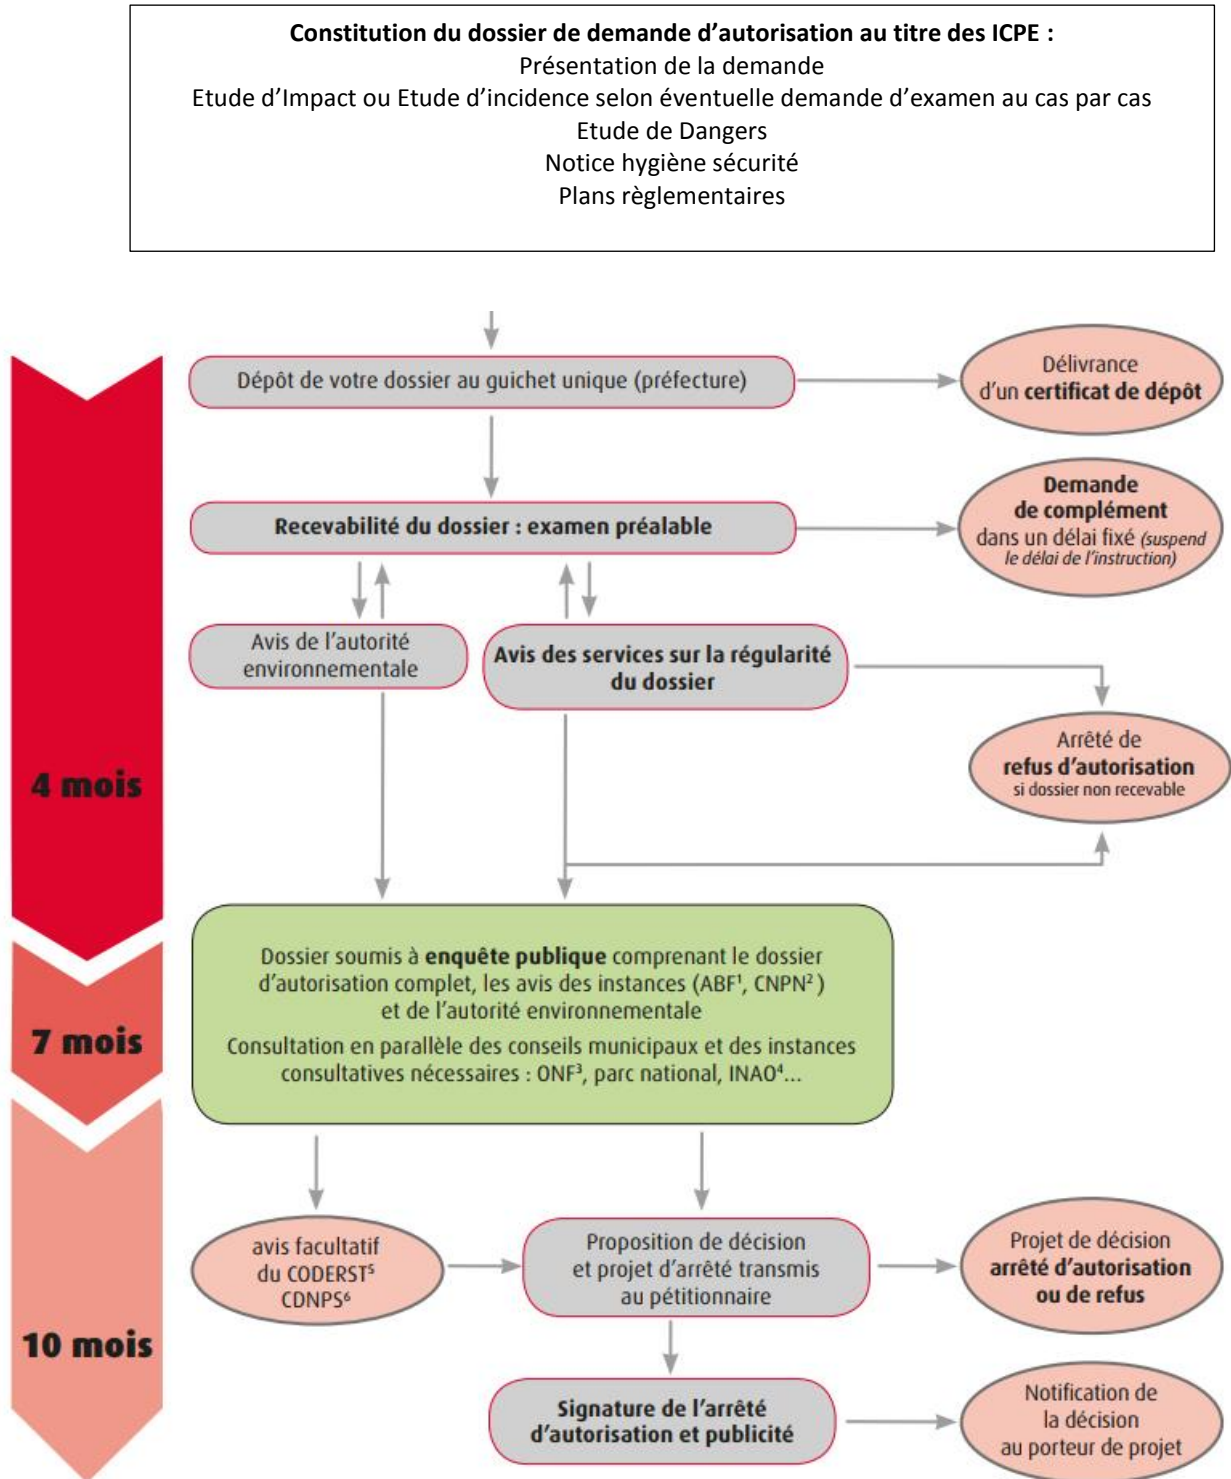 Constitution du dossier de demande d’autorisation au titre des ICPE :
Présentation de la demande
Etude d’Impact ou Etude d’incidence selon éventuelle demande d’examen au cas par cas
Etude de Dangers
Notice hygiène sécurité
Plans règlementaires
Dépôt de votre dossier au guichet unique (préfecture)
Délivrance
d’un certificat de dépôt
Recevabilité du dossier : examen préalable
Demande
de complément
dans un délai fixé (suspend
le délai de l’instruction)
Avis de l’autorité
environnementale
Avis des services sur la régularité
du dossier
Arrêté de
refus d’autorisation
si dossier non recevable
4 mois
Dossier soumis à enquête publique comprenant le dossier
d’autorisation complet, les avis des instances (ABF¹, CNPN² )
et de l’autorité environnementale
Consultation en parallèle des conseils municipaux et des instances
consultatives nécessaires : ONF³, parc national, INAO⁴...
7 mois
avis facultatif
du CODERST⁵
CDNPS⁶
Proposition de décision
et projet d’arrêté transmis
au pétitionnaire
Projet de décision
arrêté d’autorisation
ou de refus
10 mois
Signature de l’arrêté
d’autorisation et publicité
Notification de
la décision
au porteur de projet